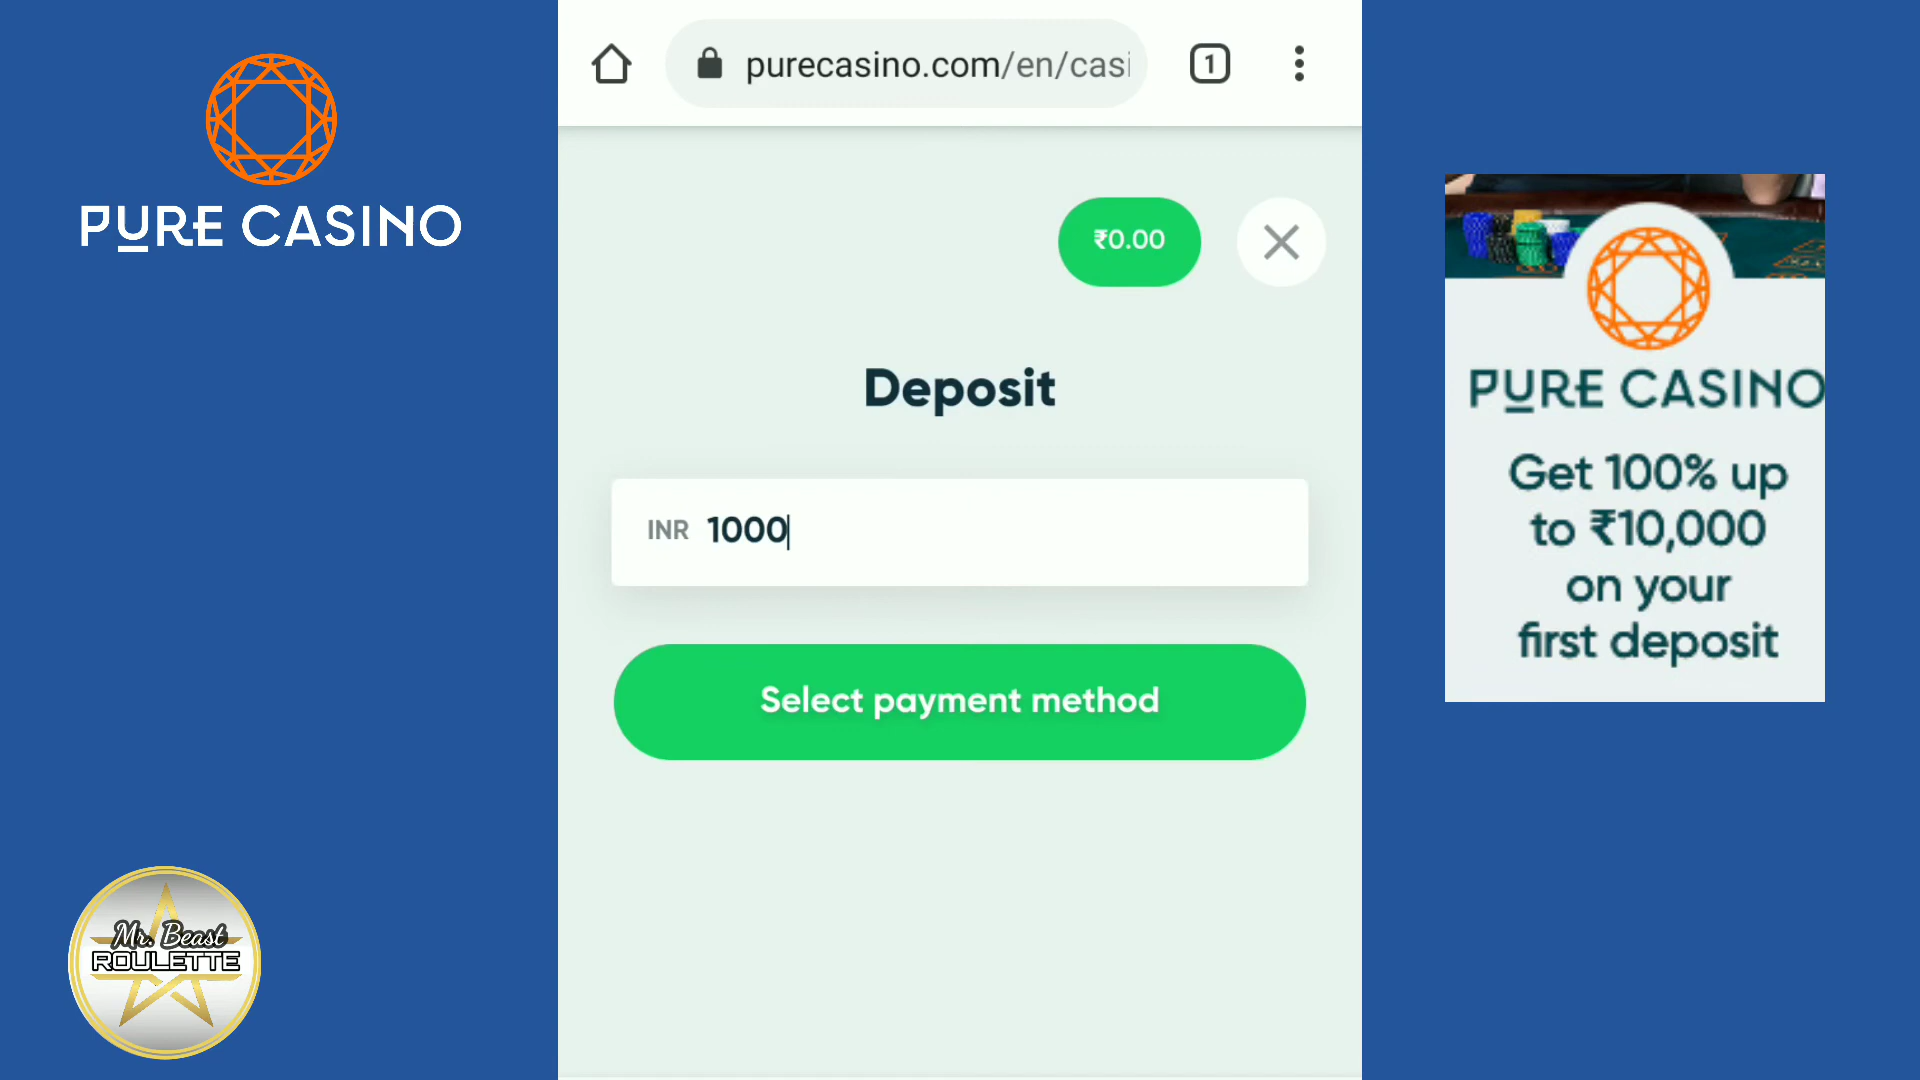 PURE CASINO
purecasino.com/en/casi
1
₹0.00
Deposit
INR 1000
Select payment method
PURE CASINO
Get 100% up
to ₹10,000
on your
first deposit
Mr. Beast
ROULETTE